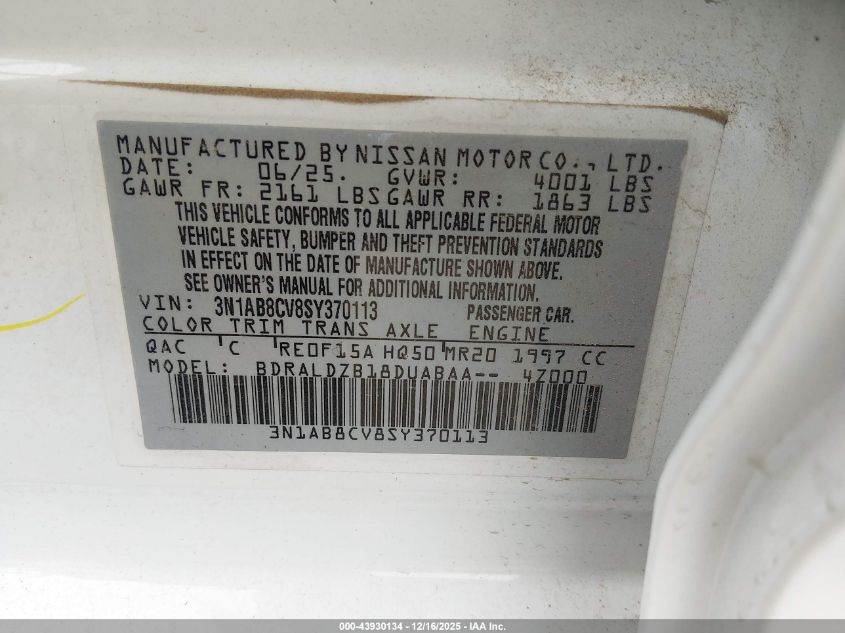 MANUFACTURED BY NISSAN MOTOR CO., LTD.
DATE: 06/25. GVWR: 4001 LBS
GAWR FR: 2161 LBS GAWR RR: 1863 LBS
THIS VEHICLE CONFORMS TO ALL APPLICABLE FEDERAL MOTOR
VEHICLE SAFETY, BUMPER AND THEFT PREVENTION STANDARDS
IN EFFECT ON THE DATE OF MANUFACTURE SHOWN ABOVE.
SEE OWNER'S MANUAL FOR ADDITIONAL INFORMATION.
VIN: 3N1AB8CV8SY370113 PASSENGER CAR.
COLOR TRIM TRANS AXLE ENGINE
QAC C RE0F15A HQ50 MR20 1997 CC
MODEL: BDRALDZB18DUABAA-- 4Z000
3N1AB8CV8SY370113
000-43930134 - 12/16/2025 - IAA Inc.